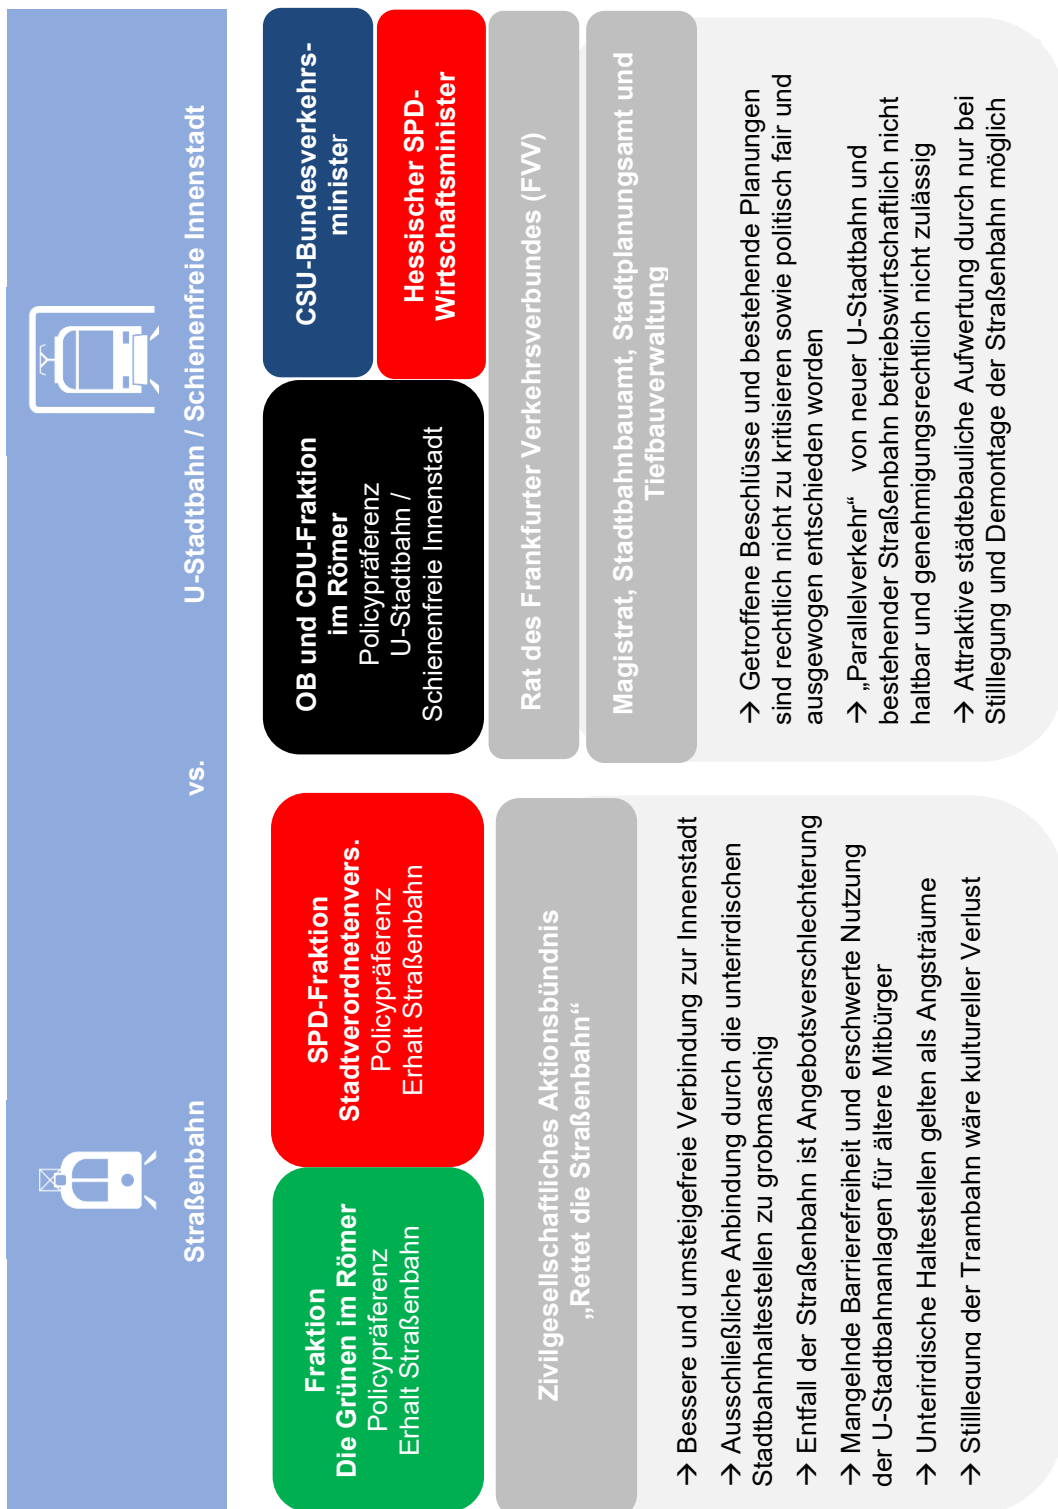 Straßenbahn
vs.
U-Stadtbahn / Schienenfreie Innenstadt
Fraktion
Die Grünen im Römer
Policypräferenz
Erhalt Straßenbahn
SPD-Fraktion
Stadtverordnetenvers.
Policypräferenz
Erhalt Straßenbahn
Zivilgesellschaftliches Aktionsbündnis
„Rettet die Straßenbahn“
→ Bessere und umsteigefreie Verbindung zur Innenstadt
→ Ausschließliche Anbindung durch die unterirdischen
Stadtbahnhaltestellen zu grobmaschig
→ Entfall der Straßenbahn ist Angebotsverschlechterung
→ Mangelnde Barrierefreiheit und erschwerte Nutzung
der U-Stadtbahnanlagen für ältere Mitbürger
→ Unterirdische Haltestellen gelten als Angsträume
→ Stilllegung der Trambahn wäre kultureller Verlust
OB und CDU-Fraktion
im Römer
Policypräferenz
U-Stadtbahn /
Schienenfreie Innenstadt
CSU-Bundesverkehrs-
minister
Hessischer SPD-
Wirtschaftsminister
Rat des Frankfurter Verkehrsverbundes (FVV)
Magistrat, Stadtbahnbauamt, Stadtplanungsamt und
Tiefbauverwaltung
→ Getroffene Beschlüsse und bestehende Planungen
sind rechtlich nicht zu kritisieren sowie politisch fair und
ausgewogen entschieden worden
→ „Parallelverkehr“ von neuer U-Stadtbahn und
bestehender Straßenbahn betriebswirtschaftlich nicht
haltbar und genehmigungsrechtlich nicht zulässig
→ Attraktive städtebauliche Aufwertung durch nur bei
Stilllegung und Demontage der Straßenbahn möglich